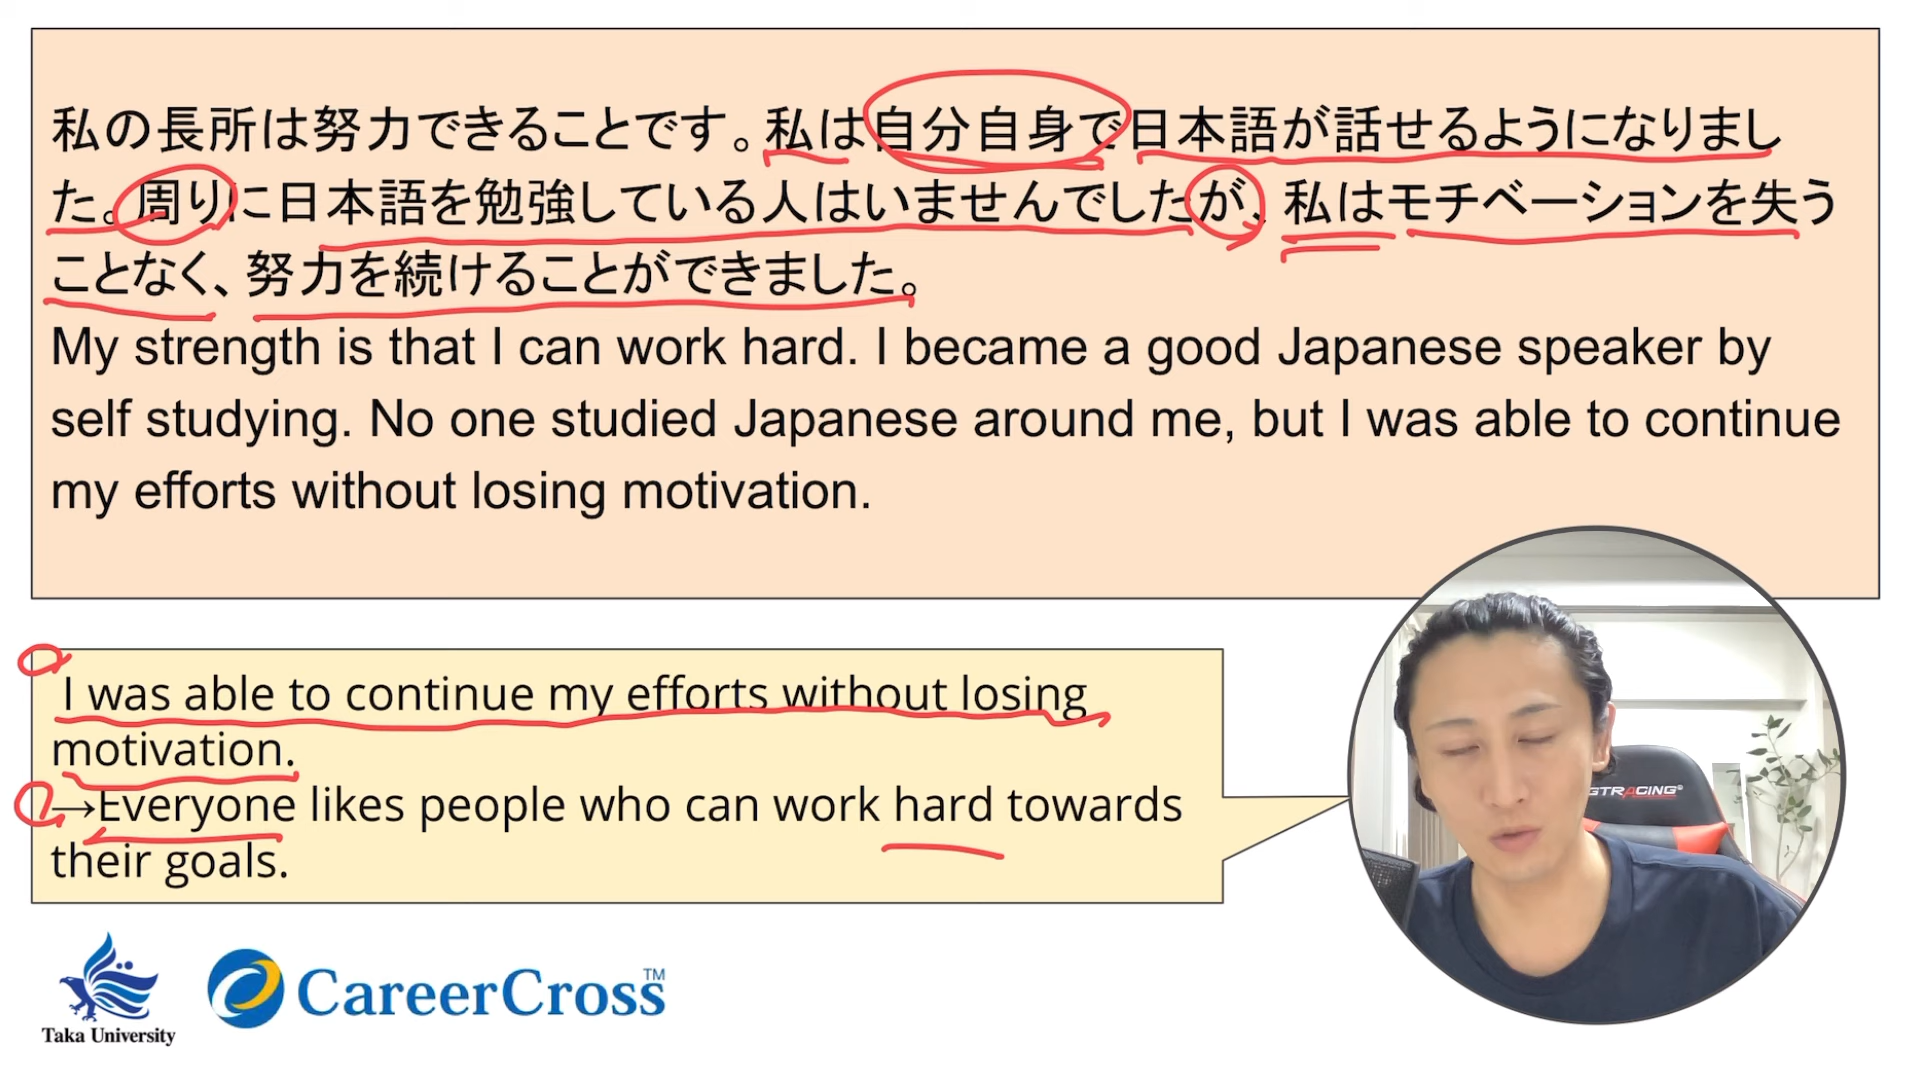 私の長所は努力できることです。私は自分自身で日本語が話せるようになりまし
た。周りに日本語を勉強している人はいませんでしたが、私はモチベーションを失う
ことなく、努力を続けることができました。
My strength is that I can work hard. I became a good Japanese speaker by
self studying. No one studied Japanese around me, but I was able to continue
my efforts without losing motivation.
I was able to continue my efforts without losing
motivation.
→Everyone likes people who can work hard towards
their goals.
GTRACING®
Taka University
CareerCross™